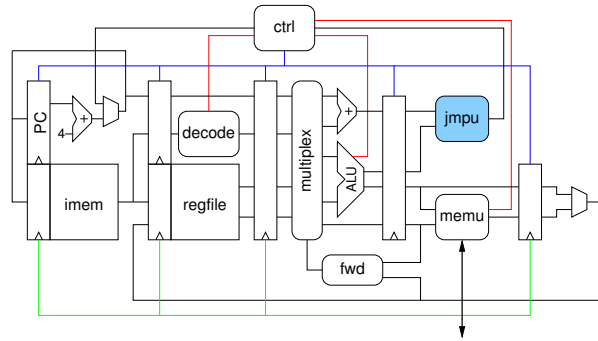 ctrl
PC
+
4
decode
multiplex
+
ALU
jmpu
imem
regfile
memu
fwd